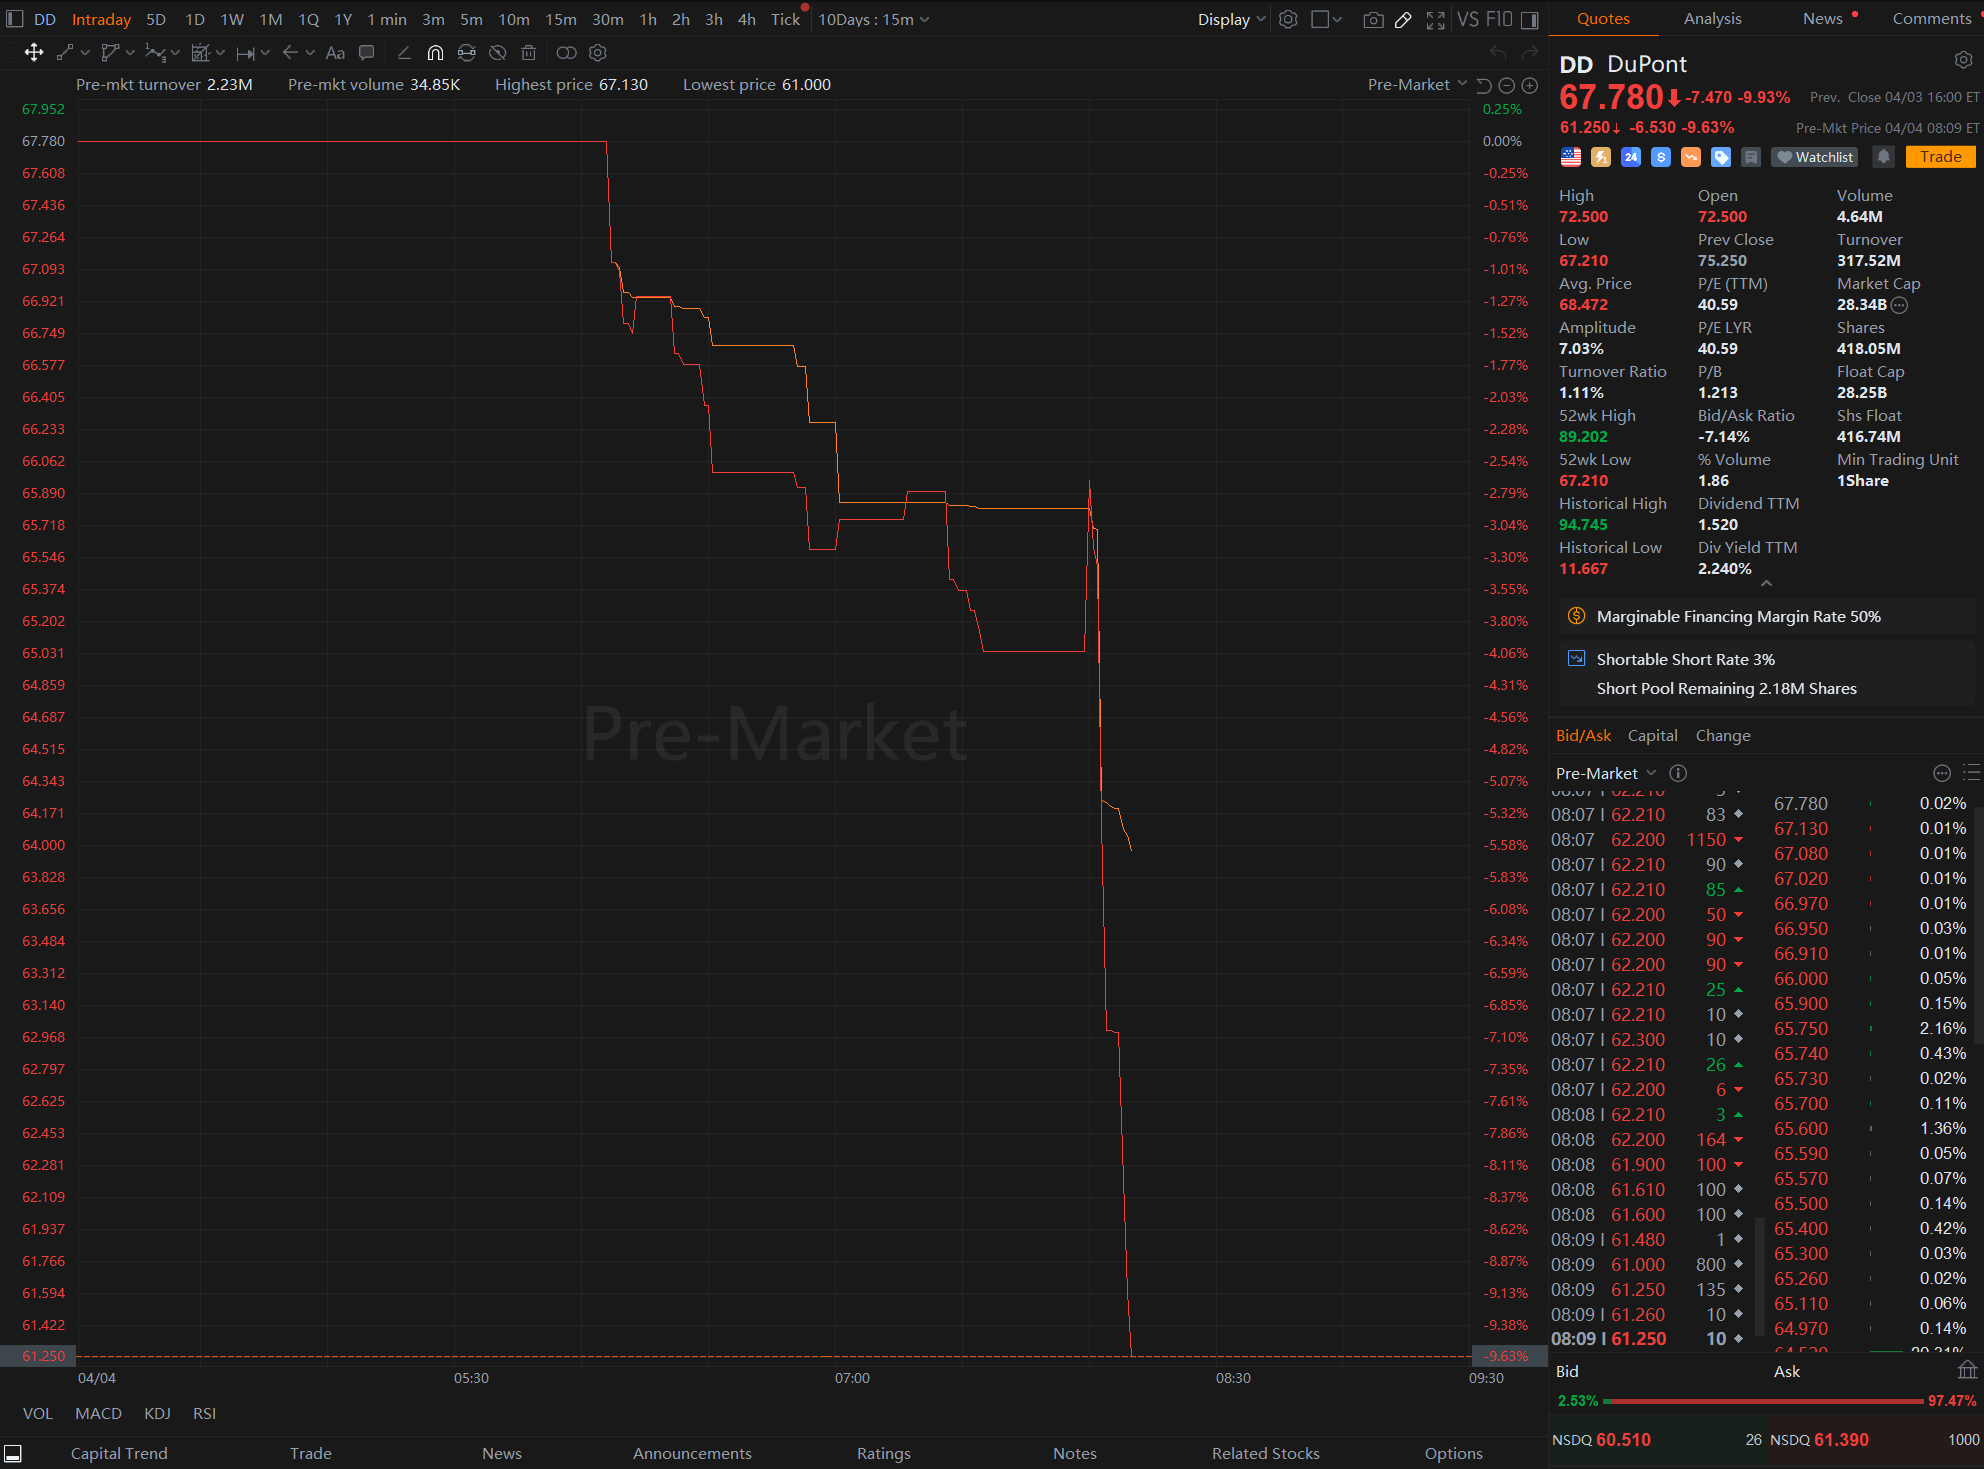 DD Intraday 5D 1D 1W 1M 1Q 1Y 1 min 3m 5m 10m 15m 30m 1h 2h 3h 4h Tick 10Days : 15m Display VS F10
Aa
Pre-mkt turnover 2.23M Pre-mkt volume 34.85K Highest price 67.130 Lowest price 61.000 Pre-Market
67.952 0.25%
67.780 0.00%
67.608 -0.25%
67.436 -0.51%
67.264 -0.76%
67.093 -1.01%
66.921 -1.27%
66.749 -1.52%
66.577 -1.77%
66.405 -2.03%
66.233 -2.28%
66.062 -2.54%
65.890 -2.79%
65.718 -3.04%
65.546 -3.30%
65.374 -3.55%
65.202 -3.80%
65.031 -4.06%
64.859 -4.31%
64.687 -4.56%
64.515 -4.82%
64.343 -5.07%
64.171 -5.32%
64.000 -5.58%
63.828 -5.83%
63.656 -6.08%
63.484 -6.34%
63.312 -6.59%
63.140 -6.85%
62.968 -7.10%
62.797 -7.35%
62.625 -7.61%
62.453 -7.86%
62.281 -8.11%
62.109 -8.37%
61.937 -8.62%
61.766 -8.87%
61.594 -9.13%
61.422 -9.38%
61.250 -9.63%
Pre-Market
04/04 05:30 07:00 08:30 09:30
VOL MACD KDJ RSI
Capital Trend Trade News Announcements Ratings Notes Related Stocks Options
Quotes Analysis News Comments
DD DuPont
67.780 -7.470 -9.93% Prev. Close 04/03 16:00 ET
61.250 -6.530 -9.63% Pre-Mkt Price 04/04 08:09 ET
24 Watchlist Trade
High Open Volume
72.500 72.500 4.64M
Low Prev Close Turnover
67.210 75.250 317.52M
Avg. Price P/E (TTM) Market Cap
68.472 40.59 28.34B
Amplitude P/E LYR Shares
7.03% 40.59 418.05M
Turnover Ratio P/B Float Cap
1.11% 1.213 28.25B
52wk High Bid/Ask Ratio Shs Float
89.202 -7.14% 416.74M
52wk Low % Volume Min Trading Unit
67.210 1.86 1Share
Historical High Dividend TTM
94.745 1.520
Historical Low Div Yield TTM
11.667 2.240%
Marginable Financing Margin Rate 50%
Shortable Short Rate 3%
Short Pool Remaining 2.18M Shares
Bid/Ask Capital Change
Pre-Market
08:07 I 62.210 83
08:07 62.200 1150
08:07 I 62.210 90
08:07 I 62.210 85
08:07 I 62.200 50
08:07 I 62.200 90
08:07 I 62.200 90
08:07 I 62.210 25
08:07 I 62.210 10
08:07 I 62.300 10
08:07 I 62.210 26
08:07 I 62.200 6
08:08 I 62.210 3
08:08 62.200 164
08:08 61.900 100
08:08 61.610 100
08:08 61.600 100
08:09 I 61.480 1
08:09 61.000 800
08:09 61.250 135
08:09 I 61.260 10
08:09 I 61.250 10
67.780 0.02%
67.130 0.01%
67.080 0.01%
67.020 0.01%
66.970 0.01%
66.950 0.03%
66.910 0.01%
66.000 0.05%
65.900 0.15%
65.750 2.16%
65.740 0.43%
65.730 0.02%
65.700 0.11%
65.600 1.36%
65.590 0.05%
65.570 0.07%
65.500 0.14%
65.400 0.42%
65.300 0.03%
65.260 0.02%
65.110 0.06%
64.970 0.14%
Bid Ask
2.53% 97.47%
NSDQ 60.510 26 NSDQ 61.390 1000